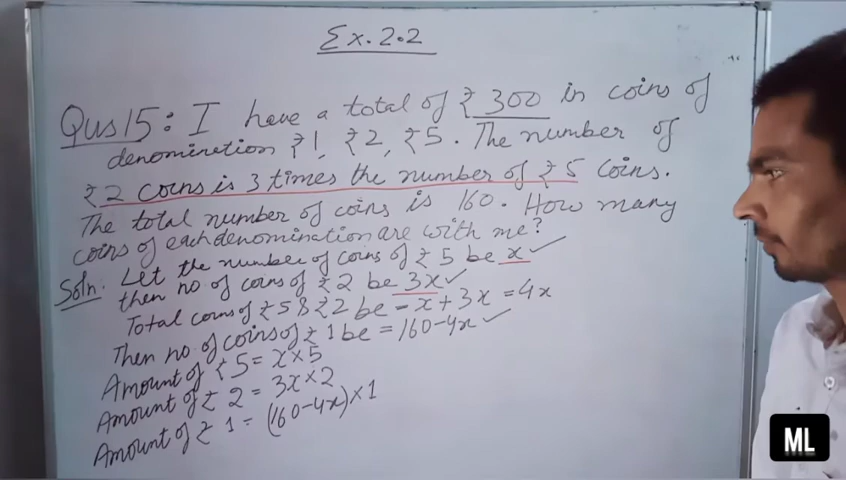 Ex. 2.2
Qus 15: I have a total of ₹ 300 in coins of
denominetion ₹1, ₹2, ₹5. The number of
₹2 coins is 3 times the number of ₹5 Coins.
The total number of coins is 160. How many
coins of each denomination are with me?
Soln. Let the number of coins of ₹ 5 be x ✓
then no. of coins of ₹ 2 be 3x ✓
Total coins of ₹5 & ₹2 be - x + 3x = 4x
Then no. of coins of ₹ 1 be = 160-4x ✓
Amount of ₹ 5 = x×5
Amount of ₹ 2 = 3x×2
Amount of ₹ 1 = (160-4x)×1
ML